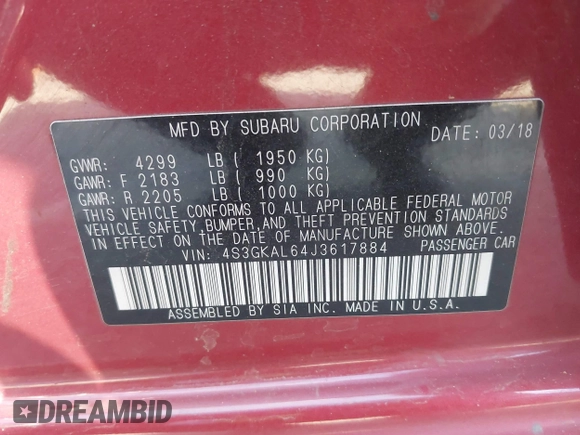 MFD BY SUBARU CORPORATION DATE: 03/18
GVWR: 4299 LB ( 1950 KG)
GAWR: F 2183 LB ( 990 KG)
GAWR: R 2205 LB ( 1000 KG)
THIS VEHICLE CONFORMS TO ALL APPLICABLE FEDERAL MOTOR
VEHICLE SAFETY, BUMPER, AND THEFT PREVENTION STANDARDS
IN EFFECT ON THE DATE OF MANUFACTURE SHOWN ABOVE.
VIN: 4S3GKAL64J3617884 PASSENGER CAR
ASSEMBLED BY SIA INC. MADE IN U.S.A.
DREAMBID